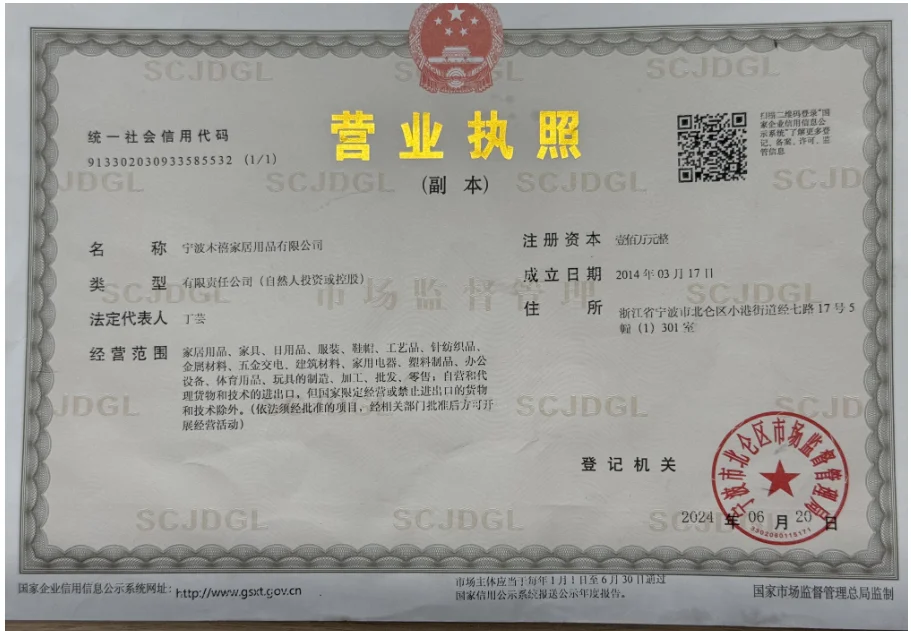 营业执照
(副 本)
统一社会信用代码
913302030933585532 (1/1)
扫描二维码登录“国
家企业信用信息公
示系统”了解更多登
记、备案、许可、监
管信息
名 称 宁波木禧家居用品有限公司
类 型 有限责任公司（自然人投资或控股）
法定代表人 丁芸
经营范围 家居用品、家具、日用品、服装、鞋帽、工艺品、针纺织品、
金属材料、五金交电、建筑材料、家用电器、塑料制品、办公
设备、体育用品、玩具的制造、加工、批发、零售；自营和代
理货物和技术的进出口，但国家限定经营或禁止进出口的货物
和技术除外。（依法须经批准的项目，经相关部门批准后方可开
展经营活动）
注册资本 壹佰万元整
成立日期 2014年03月17日
住 所 浙江省宁波市北仑区小港街道经七路17号5
幢（1）301室
登记机关
宁波市北仑区市场监督管理局
2024 年 06 月 20 日
国家企业信用信息公示系统网址：http://www.gsxt.gov.cn
市场主体应当于每年1月1日至6月30日通过
国家信用公示系统报送公示年度报告。
国家市场监督管理总局监制
SCJDGL
市场监督管理